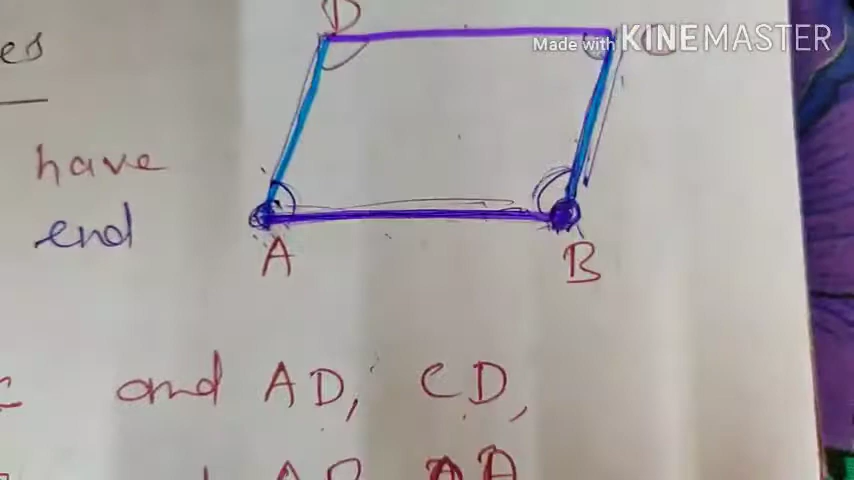 D
Made with KINEMASTER
es
have
end
A B
and AD, CD,